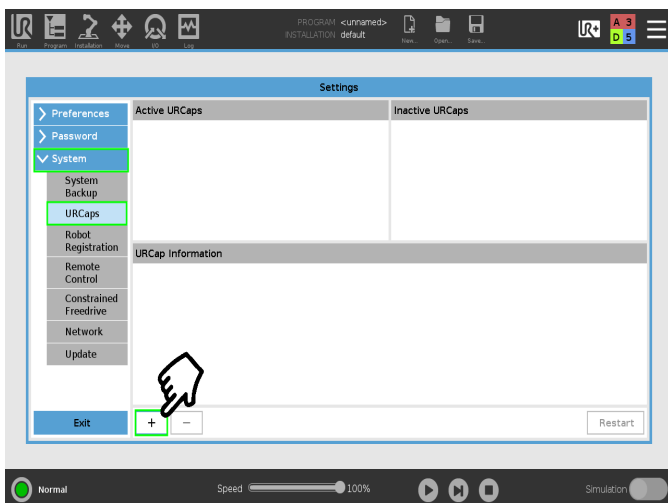 PROGRAM <unnamed>
INSTALLATION default
Run Program Installation Move I/O Log New... Open... Save...
UR+
A 3
D 5
Settings
Preferences
Password
System
System
Backup
URCaps
Robot
Registration
Remote
Control
Constrained
Freedrive
Network
Update
Exit
Active URCaps
Inactive URCaps
URCap Information
+ −
Restart
Normal
Speed
100%
Simulation